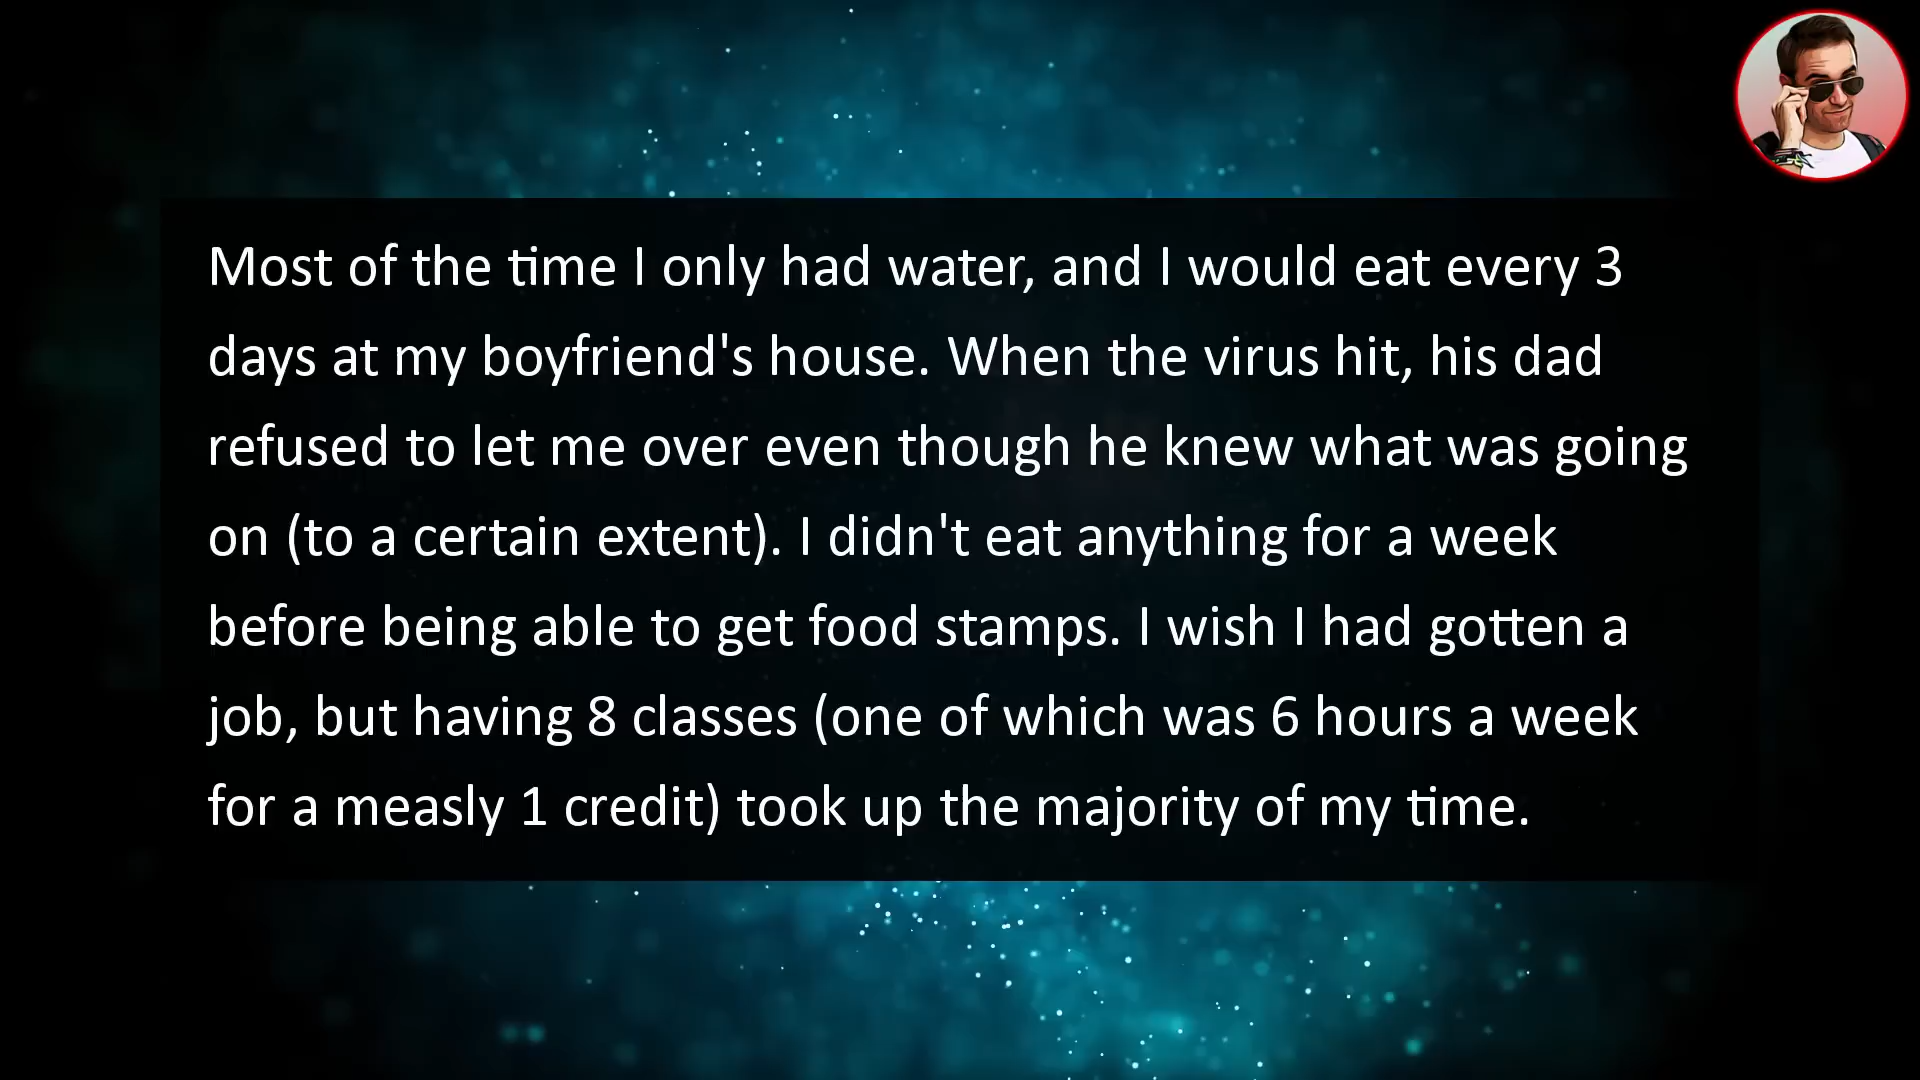 Most of the time I only had water, and I would eat every 3
days at my boyfriend's house. When the virus hit, his dad
refused to let me over even though he knew what was going
on (to a certain extent). I didn't eat anything for a week
before being able to get food stamps. I wish I had gotten a
job, but having 8 classes (one of which was 6 hours a week
for a measly 1 credit) took up the majority of my time.